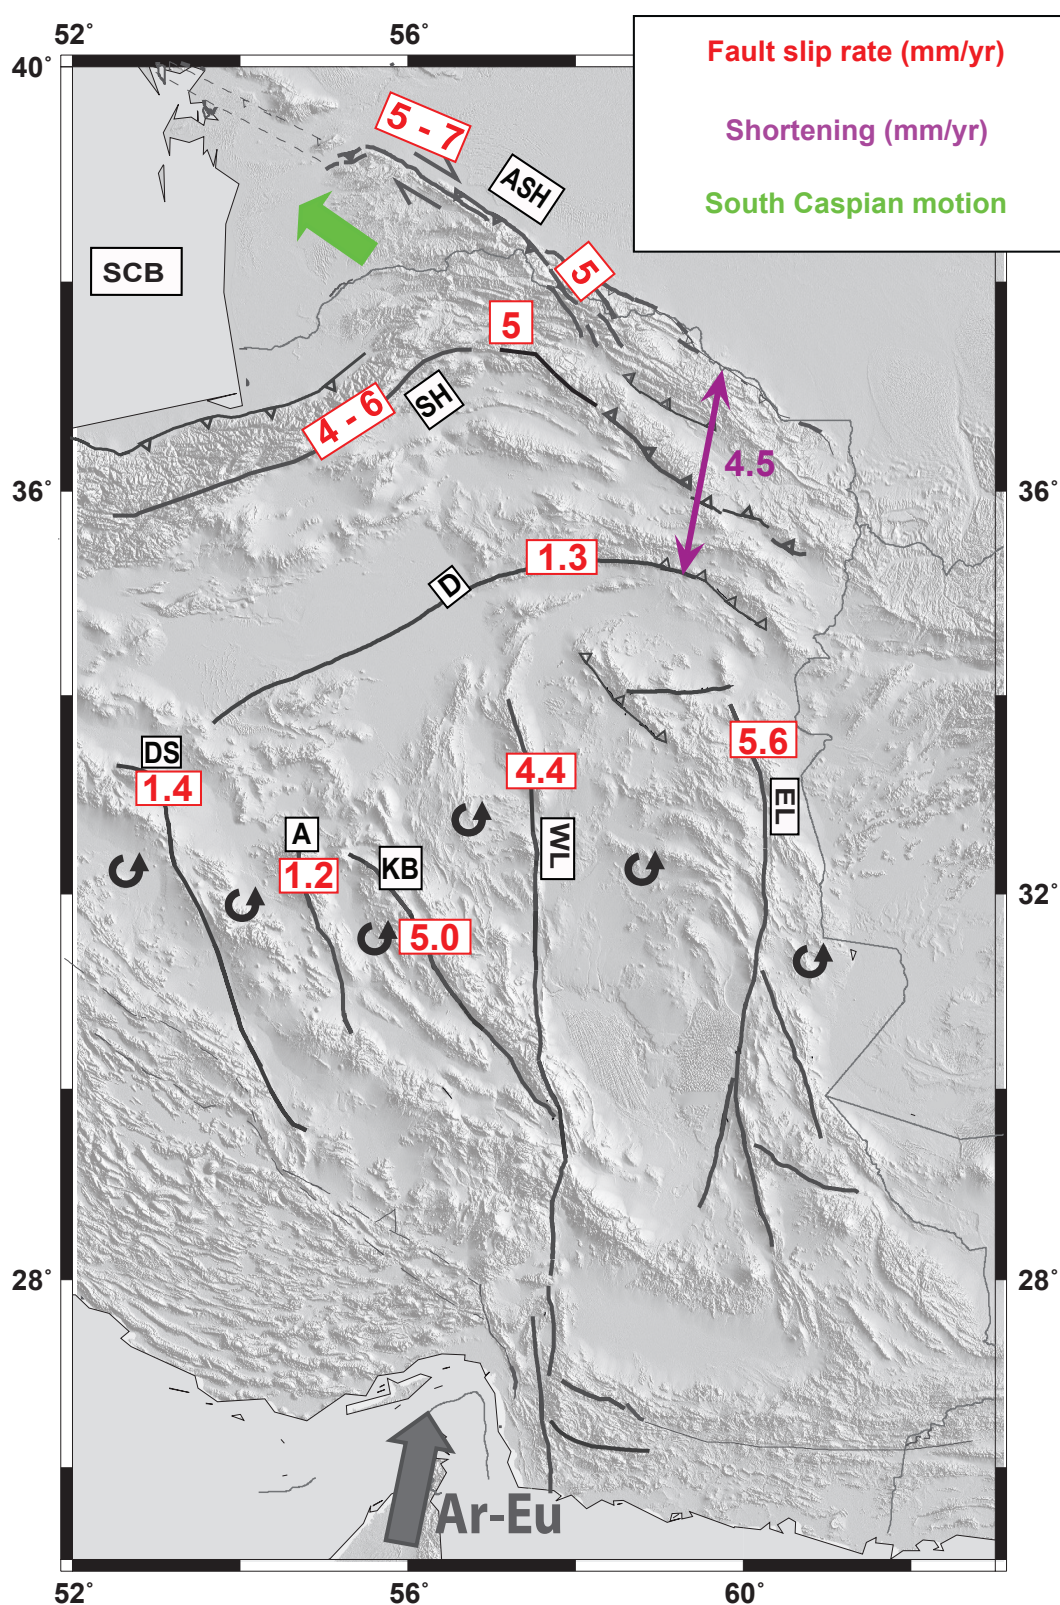 52°
56°
40°
Fault slip rate (mm/yr)
Shortening (mm/yr)
South Caspian motion
5 - 7
ASH
SCB
5
5
SH
4 - 6
4.5
36°
36°
1.3
D
DS
1.4
5.6
4.4
EL
A
WL
1.2
KB
32°
32°
5.0
28°
28°
Ar-Eu
52°
56°
60°